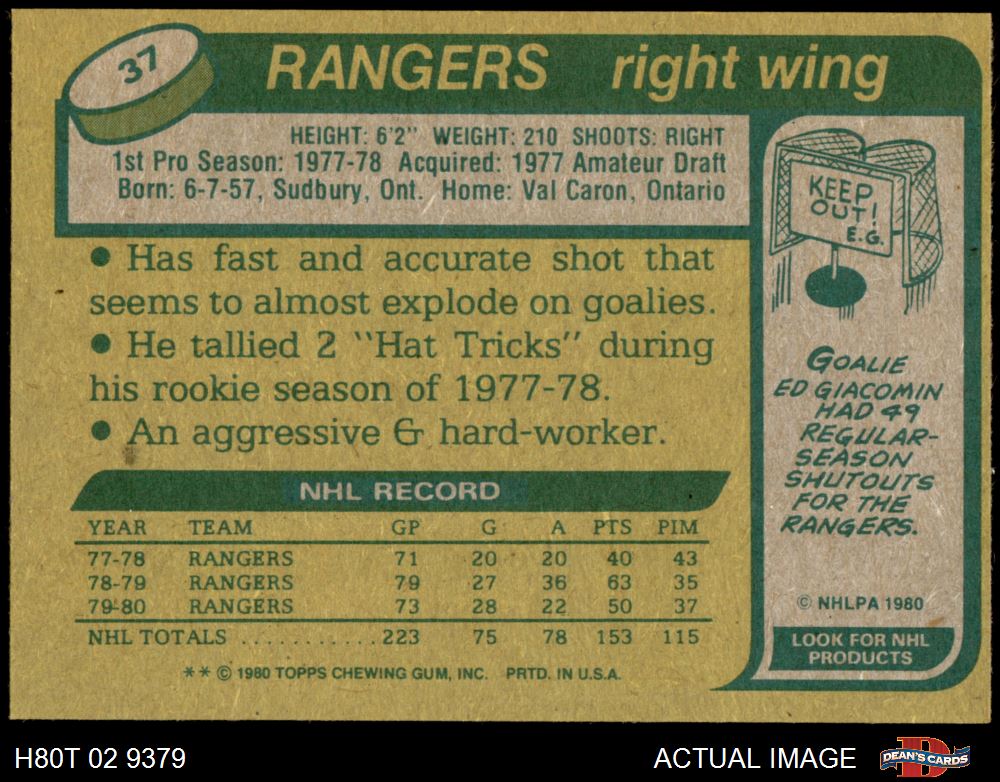 37
RANGERS right wing
HEIGHT: 6'2" WEIGHT: 210 SHOOTS: RIGHT
1st Pro Season: 1977-78 Acquired: 1977 Amateur Draft
Born: 6-7-57, Sudbury, Ont. Home: Val Caron, Ontario
• Has fast and accurate shot that
seems to almost explode on goalies.
• He tallied 2 "Hat Tricks" during
his rookie season of 1977-78.
• An aggressive & hard-worker.
NHL RECORD
YEAR TEAM GP G A PTS PIM
77-78 RANGERS 71 20 20 40 43
78-79 RANGERS 79 27 36 63 35
79-80 RANGERS 73 28 22 50 37
NHL TOTALS ........... 223 75 78 153 115
** © 1980 TOPPS CHEWING GUM, INC. PRTD. IN U.S.A.
KEEP
OUT!
E.G.
GOALIE
ED GIACOMIN
HAD 49
REGULAR-
SEASON
SHUTOUTS
FOR THE
RANGERS.
© NHLPA 1980
LOOK FOR NHL
PRODUCTS
H80T 02 9379
ACTUAL IMAGE
DEAN'S CARDS